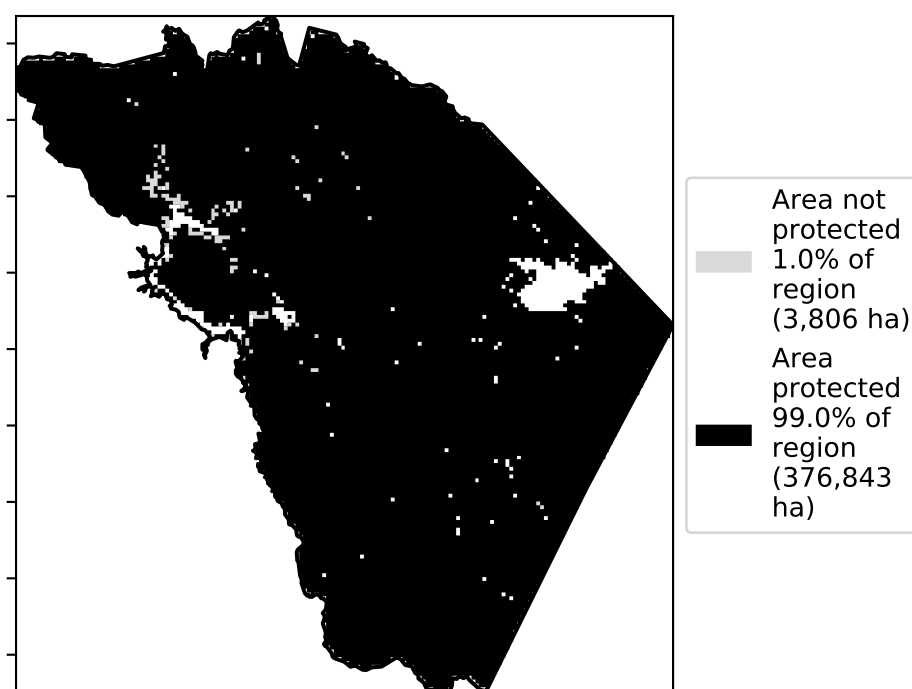 Area not
protected
1.0% of
region
(3,806 ha)
Area
protected
99.0% of
region
(376,843
ha)